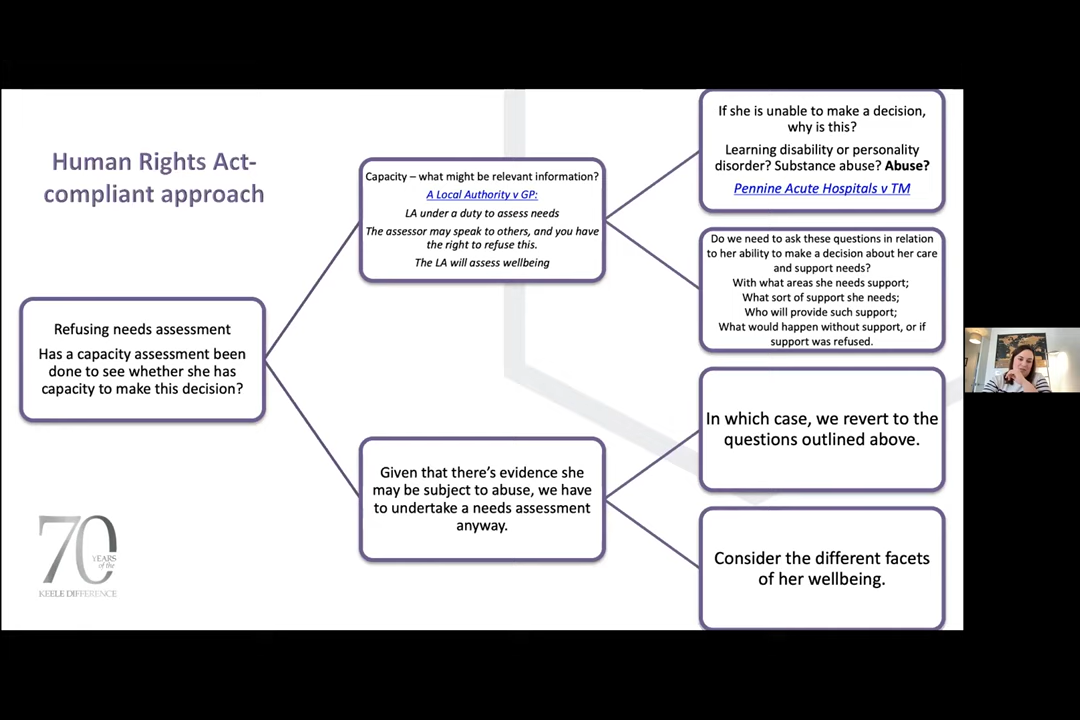 Human Rights Act-
compliant approach
Refusing needs assessment
Has a capacity assessment been
done to see whether she has
capacity to make this decision?
Capacity – what might be relevant information?
A Local Authority v GP:
LA under a duty to assess needs
The assessor may speak to others, and you have
the right to refuse this.
The LA will assess wellbeing
If she is unable to make a decision,
why is this?
Learning disability or personality
disorder? Substance abuse? Abuse?
Pennine Acute Hospitals v TM
Do we need to ask these questions in relation
to her ability to make a decision about her care
and support needs?
With what areas she needs support;
What sort of support she needs;
Who will provide such support;
What would happen without support, or if
support was refused.
Given that there’s evidence she
may be subject to abuse, we have
to undertake a needs assessment
anyway.
In which case, we revert to the
questions outlined above.
Consider the different facets
of her wellbeing.
70
YEARS
of the
KEELE DIFFERENCE